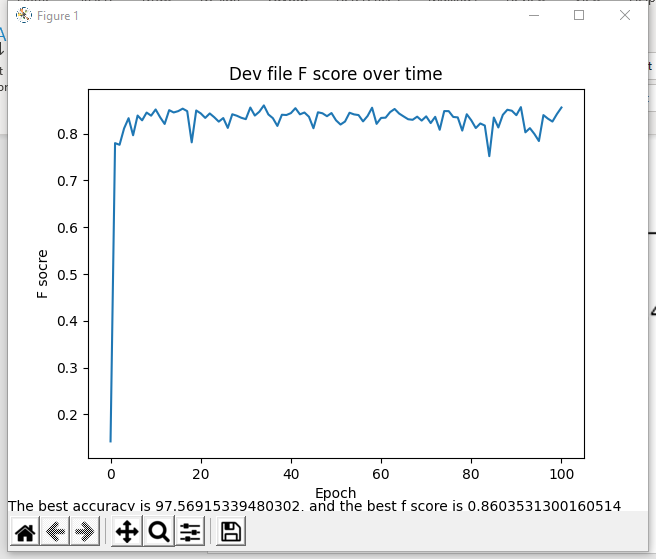 Figure 1
Dev file F score over time
0.8
0.7
0.6
0.5
0.4
0.3
0.2
F socre
0 20 40 60 80 100
Epoch
The best accuracy is 97.56915339480302, and the best f score is 0.8603531300160514